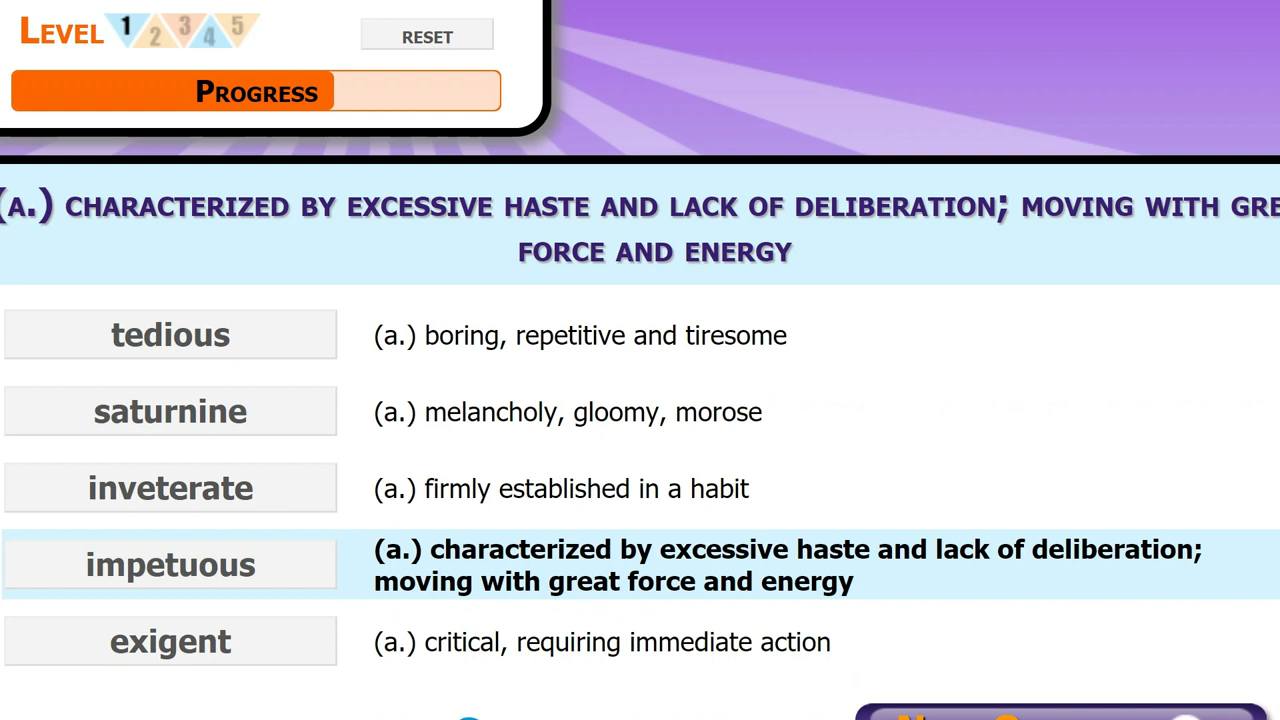 LEVEL 1 2 3 4 5
RESET
PROGRESS
(A.) CHARACTERIZED BY EXCESSIVE HASTE AND LACK OF DELIBERATION; MOVING WITH GRE
FORCE AND ENERGY
tedious (a.) boring, repetitive and tiresome
saturnine (a.) melancholy, gloomy, morose
inveterate (a.) firmly established in a habit
impetuous (a.) characterized by excessive haste and lack of deliberation;
moving with great force and energy
exigent (a.) critical, requiring immediate action